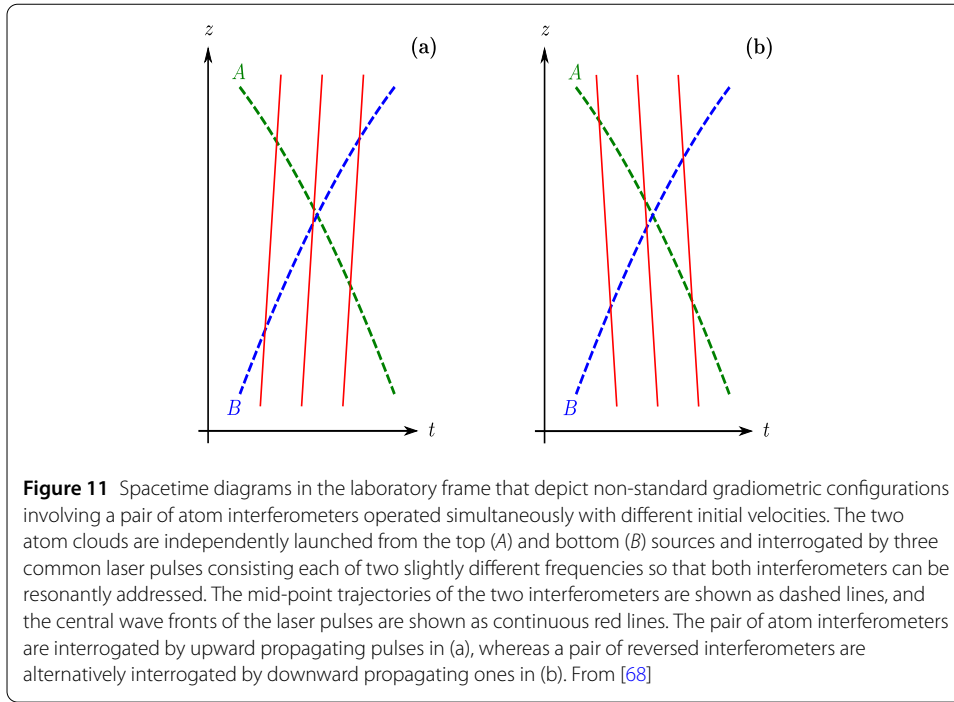 z
(a)
A
B
t
z
(b)
A
B
t
Figure 11 Spacetime diagrams in the laboratory frame that depict non-standard gradiometric configurations
involving a pair of atom interferometers operated simultaneously with different initial velocities. The two
atom clouds are independently launched from the top (A) and bottom (B) sources and interrogated by three
common laser pulses consisting each of two slightly different frequencies so that both interferometers can be
resonantly addressed. The mid-point trajectories of the two interferometers are shown as dashed lines, and
the central wave fronts of the laser pulses are shown as continuous red lines. The pair of atom interferometers
are interrogated by upward propagating pulses in (a), whereas a pair of reversed interferometers are
alternatively interrogated by downward propagating ones in (b). From [68]